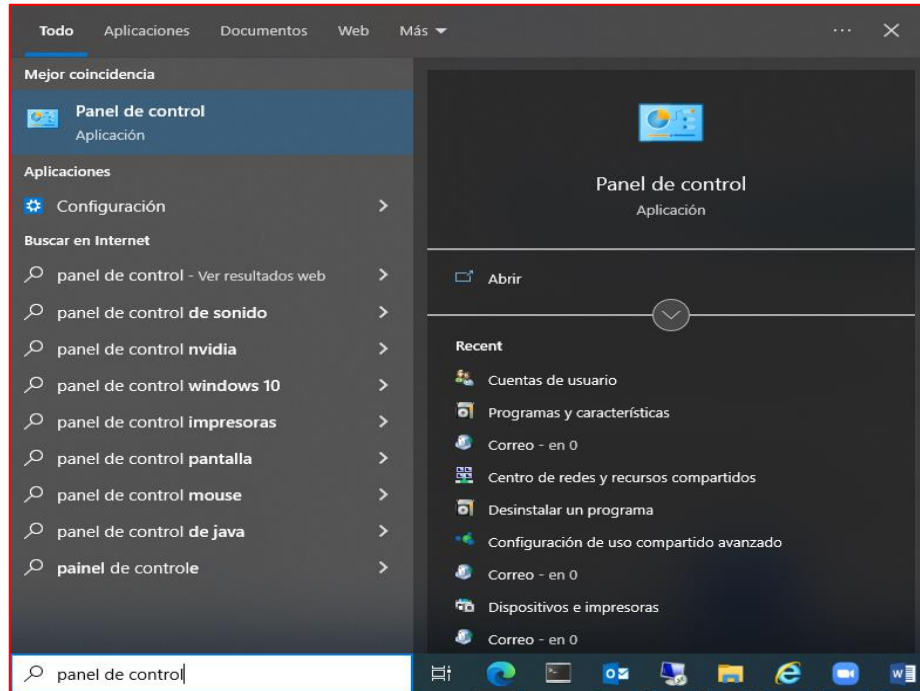 Todo Aplicaciones Documentos Web Más
Mejor coincidencia
Panel de control
Aplicación
Aplicaciones
Configuración
Buscar en Internet
panel de control - Ver resultados web
panel de control de sonido
panel de control nvidia
panel de control windows 10
panel de control impresoras
panel de control pantalla
panel de control mouse
panel de control de java
painel de controle
panel de control
Panel de control
Aplicación
Abrir
Recent
Cuentas de usuario
Programas y características
Correo - en 0
Centro de redes y recursos compartidos
Desinstalar un programa
Configuración de uso compartido avanzado
Correo - en 0
Dispositivos e impresoras
Correo - en 0